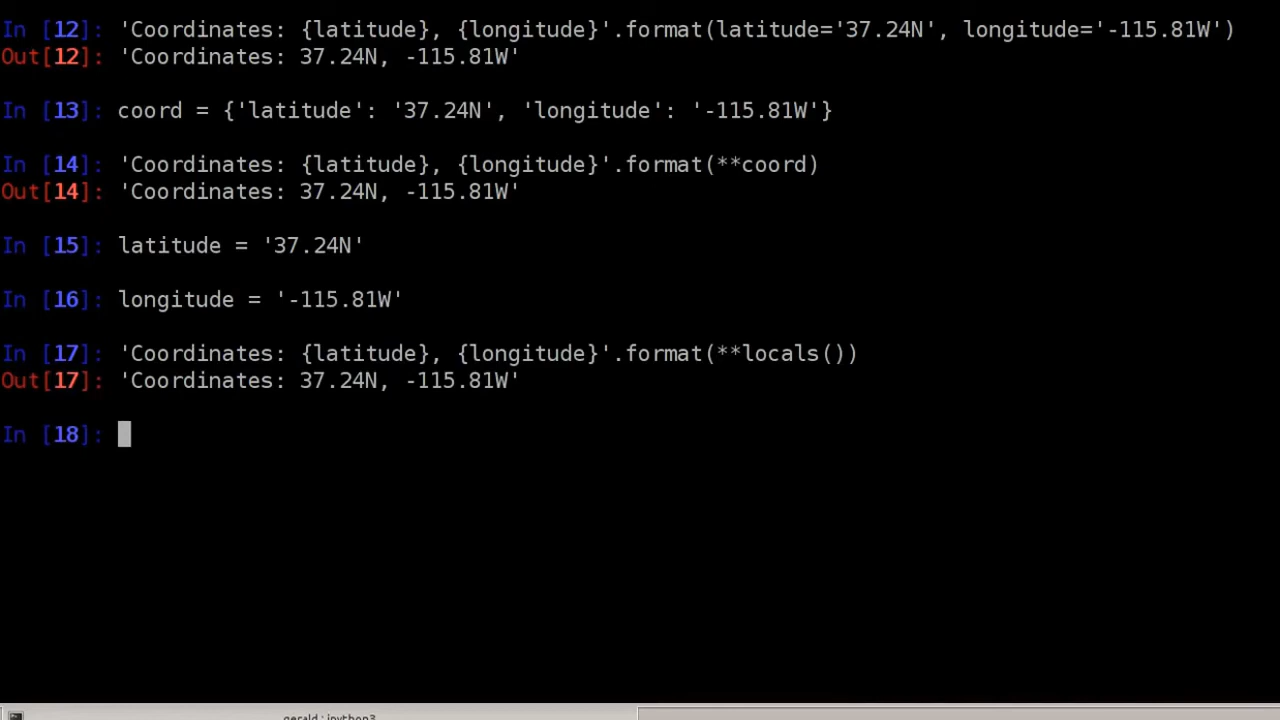 In [12]: 'Coordinates: {latitude}, {longitude}'.format(latitude='37.24N', longitude='-115.81W')
Out[12]: 'Coordinates: 37.24N, -115.81W'
In [13]: coord = {'latitude': '37.24N', 'longitude': '-115.81W'}
In [14]: 'Coordinates: {latitude}, {longitude}'.format(**coord)
Out[14]: 'Coordinates: 37.24N, -115.81W'
In [15]: latitude = '37.24N'
In [16]: longitude = '-115.81W'
In [17]: 'Coordinates: {latitude}, {longitude}'.format(**locals())
Out[17]: 'Coordinates: 37.24N, -115.81W'
In [18]:
gerald : ipython3